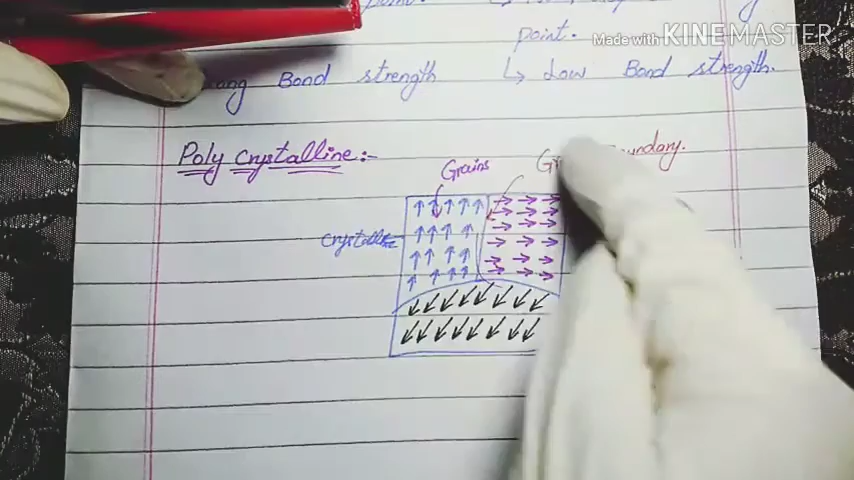 point.
Made with KINEMASTER
Bond strength
↳ Low Bond strength.
Poly Crystalline:-
Grains
Crystalline